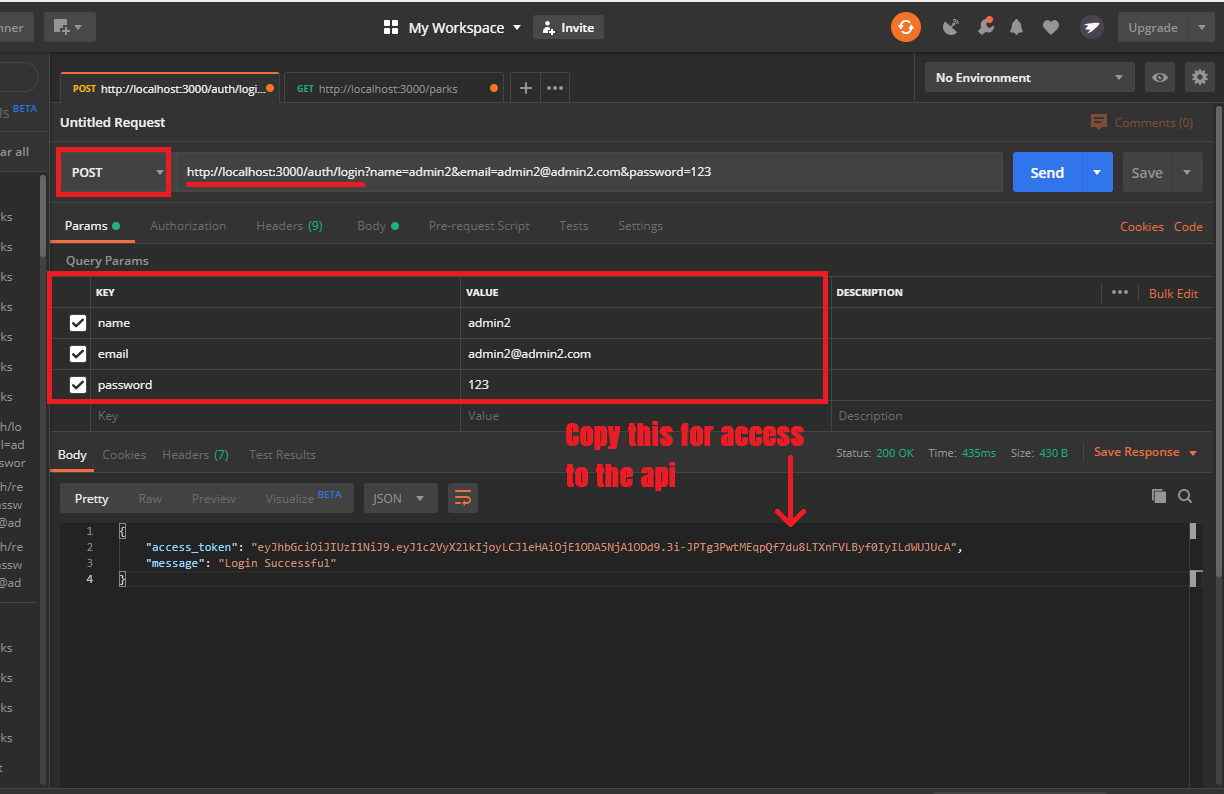 nner
My Workspace
Invite
Upgrade
POST http://localhost:3000/auth/logi...
GET http://localhost:3000/parks
+
•••
No Environment
BETA
Untitled Request
Comments (0)
ar all
POST
http://localhost:3000/auth/login?name=admin2&email=admin2@admin2.com&password=123
Send
Save
Params
Authorization
Headers (9)
Body
Pre-request Script
Tests
Settings
Cookies
Code
Query Params
KEY
VALUE
DESCRIPTION
•••
Bulk Edit
name
admin2
email
admin2@admin2.com
password
123
Key
Value
Description
Copy this for access
to the api
Body
Cookies
Headers (7)
Test Results
Status: 200 OK
Time: 435ms
Size: 430 B
Save Response
Pretty
Raw
Preview
Visualize BETA
JSON
1 {
2 "access_token": "eyJhbGciOiJIUzI1NiJ9.eyJ1c2VyX2lkIjoyLCJleHAiOjE1ODA5NjA1ODd9.3i-JPTg3PwtMEqpQf7du8LTXnFVLByf0IyILdWUJUcA",
3 "message": "Login Successful"
4 }
ks
ks
ks
ks
ks
ks
ks
h/lo
l=ad
swor
h/re
assw
@ad
h/re
assw
@ad
ks
ks
ks
ks
t